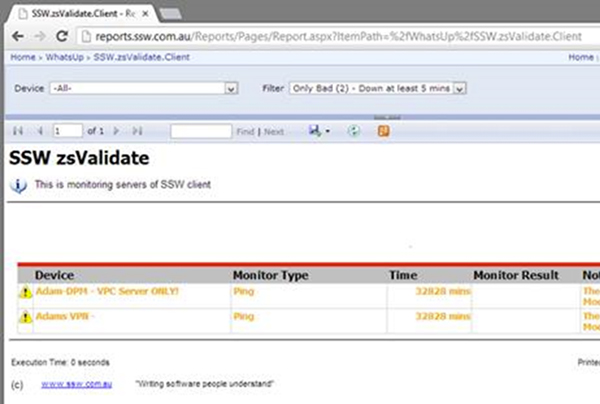 SSW.zsValidate.Client - Re
reports.ssw.com.au/Reports/Pages/Report.aspx?ItemPath=%2fWhatsUp%2fSSW.zsValidate.Client
Home > WhatsUp > SSW.zsValidate.Client Home
Device -All- Filter Only Bad (2) - Down at least 5 mins
1 of 1 Find | Next
SSW zsValidate
This is monitoring servers of SSW client
Device Monitor Type Time Monitor Result No
Adam-DPM - VPC Server ONLY! Ping 32828 mins The
Mo
Adams VPN - Ping 32828 mins The
Mo
Execution Time: 0 seconds Printe
(c) www.ssw.com.au "Writing software people understand"